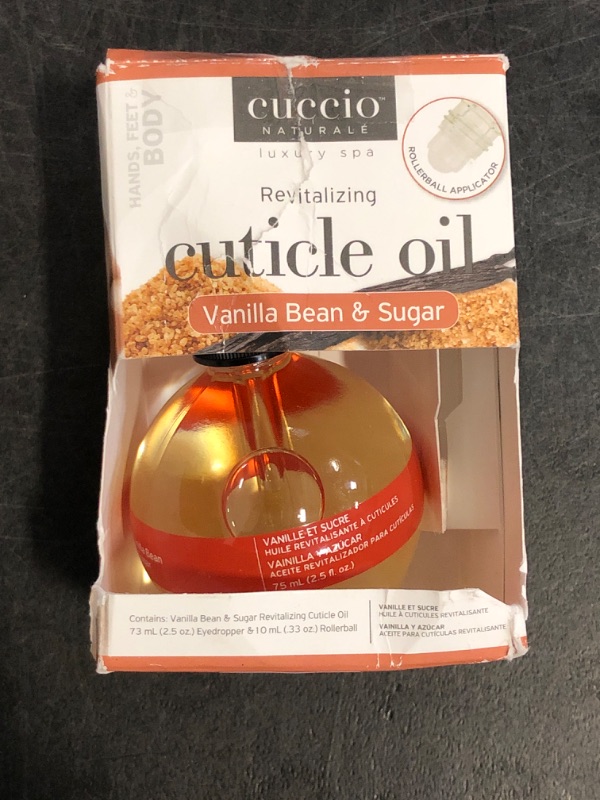 HANDS, FEET &
BODY
cuccio™
NATURALÉ
luxury spa
ROLLERBALL APPLICATOR
Revitalizing
cuticle oil
Vanilla Bean & Sugar
Bean
VANILLE ET SUCRE
HUILE REVITALISANTE À CUTICULES
VAINILLA Y AZÚCAR
ACEITE REVITALIZADOR PARA CUTÍCULAS
75 mL (2.5 fl. oz.)
Contains: Vanilla Bean & Sugar Revitalizing Cuticle Oil
73 mL (2.5 oz.) Eyedropper & 10 mL (.33 oz.) Rollerball
VANILLE ET SUCRE
HUILE À CUTICULES REVITALISANTE
VAINILLA Y AZÚCAR
ACEITE PARA CUTÍCULAS REVITALISANTE